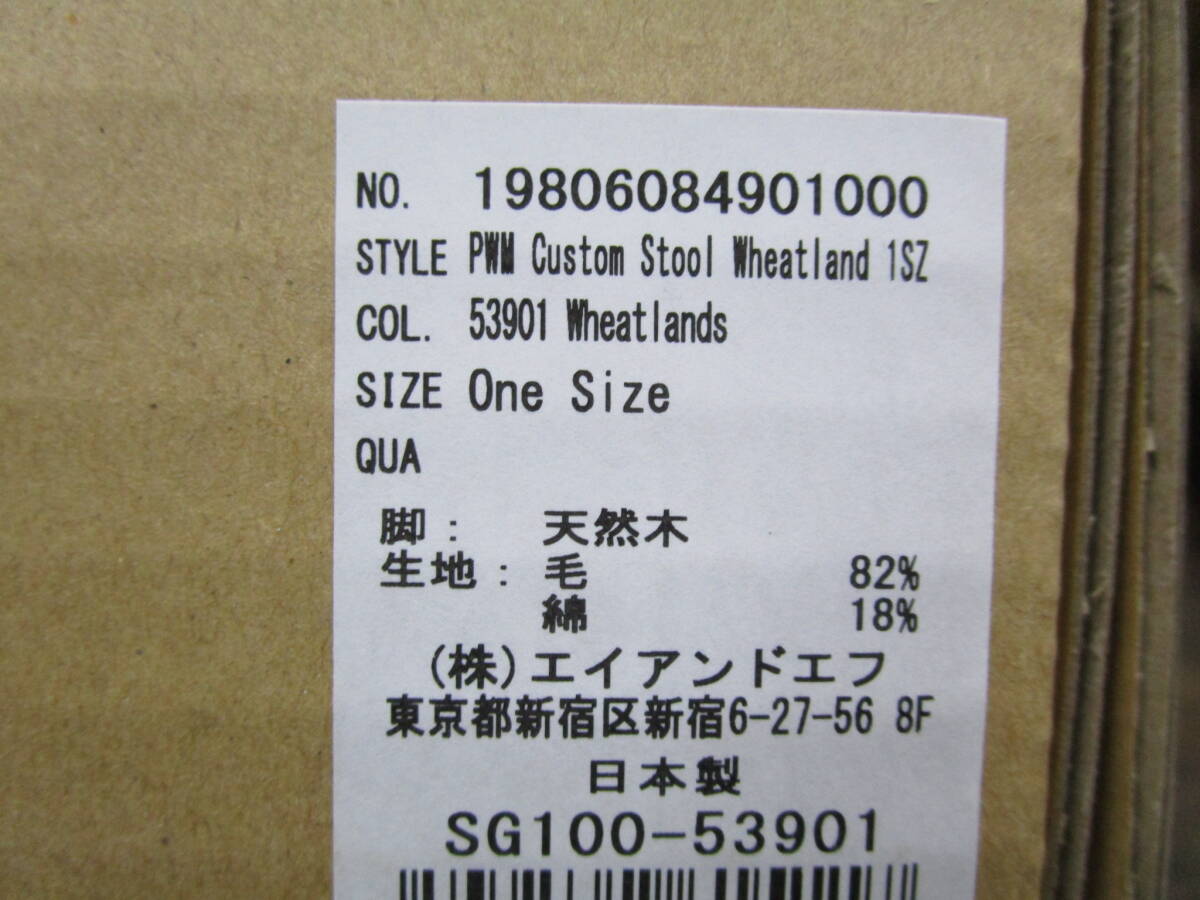 NO. 19806084901000
STYLE PWM Custom Stool Wheatland 1SZ
COL. 53901 Wheatlands
SIZE One Size
QUA
脚： 天然木
生地： 毛 82%
綿 18%
(株)エイアンドエフ
東京都新宿区新宿6-27-56 8F
日本製
SG100-53901